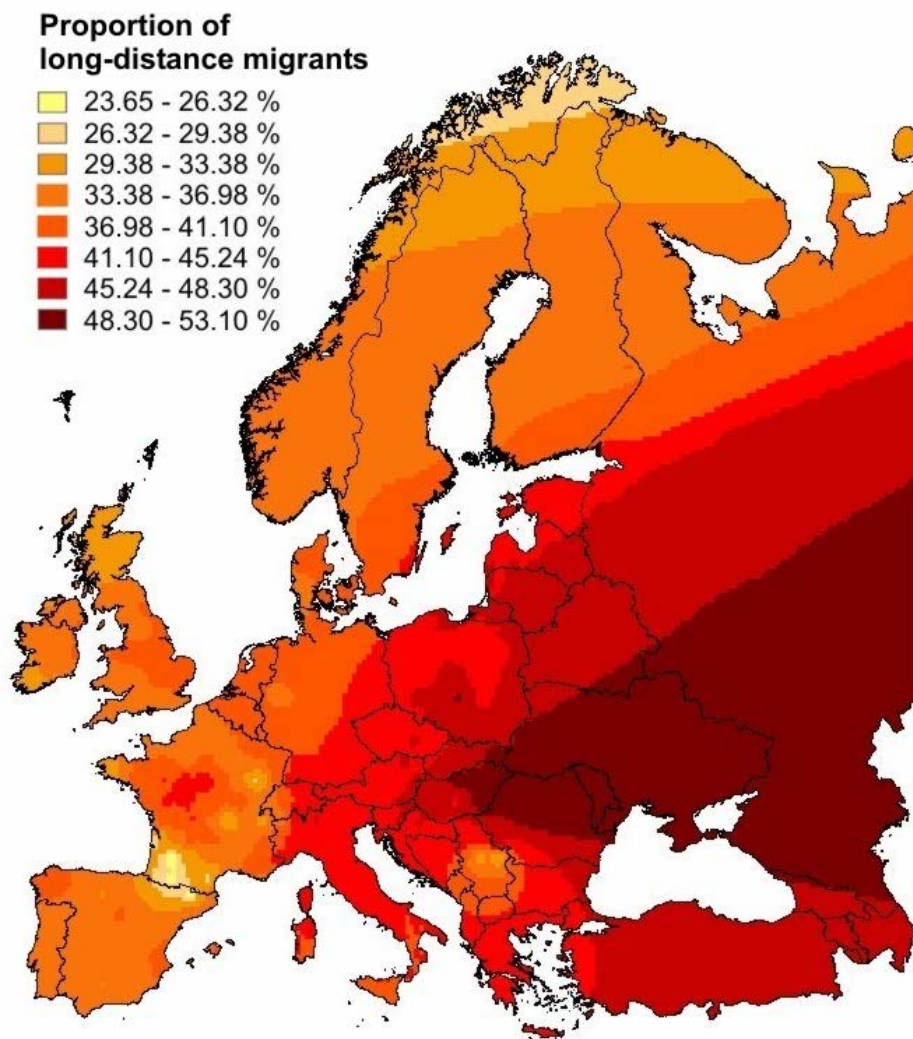 Proportion of
long-distance migrants
23.65 - 26.32 %
26.32 - 29.38 %
29.38 - 33.38 %
33.38 - 36.98 %
36.98 - 41.10 %
41.10 - 45.24 %
45.24 - 48.30 %
48.30 - 53.10 %